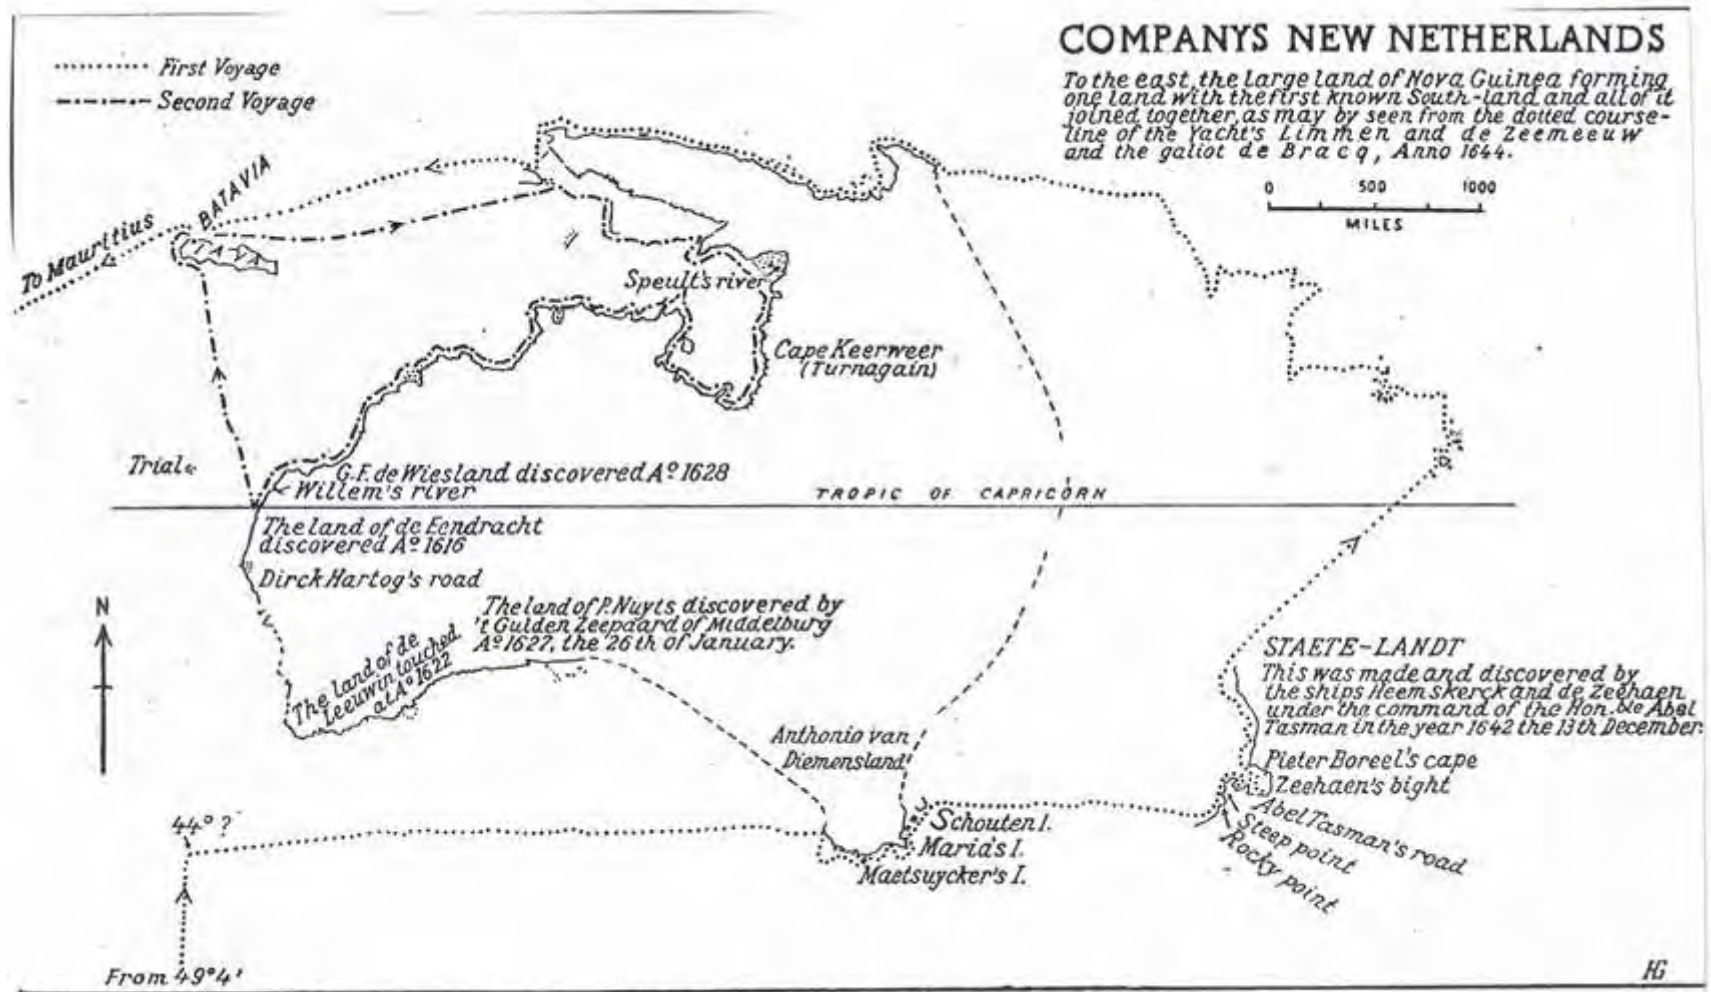 COMPANYS NEW NETHERLANDS
To the east, the large land of Nova Guinea forming
one land with the first known South-land and all of it
joined together, as may by seen from the dotted course-
line of the Yacht's Limmen and de Zeemeeuw
and the galiot de Bracq, Anno 1644.
0 500 1000
MILES
First Voyage
Second Voyage
BATAVIA
To Mauritius
JAVA
Speult's river
Cape Keerweer
(Turnagain)
Trial
G.F. de Wiesland discovered Aº 1628
Willem's river
TROPIC OF CAPRICORN
The land of de Eendracht
discovered Aº 1616
Dirck Hartog's road
N
The land of P. Nuyts discovered by
't Gulden Zeepaard of Middelburg
Aº 1627, the 26th of January.
The land of de
Leeuwin touched
at Aº 1622
STAETE-LANDT
This was made and discovered by
the ships Heemskerck and de Zeehaen
under the command of the Hon.ble Abel
Tasman in the year 1642 the 13th December.
Anthonio van
Diemensland
Pieter Boreel's cape
Zeehaen's bight
Abel Tasman's road
Steep point
Rocky point
Schouten I.
Maria's I.
Maetsuycker's I.
44° ?
From 49°4'
HG